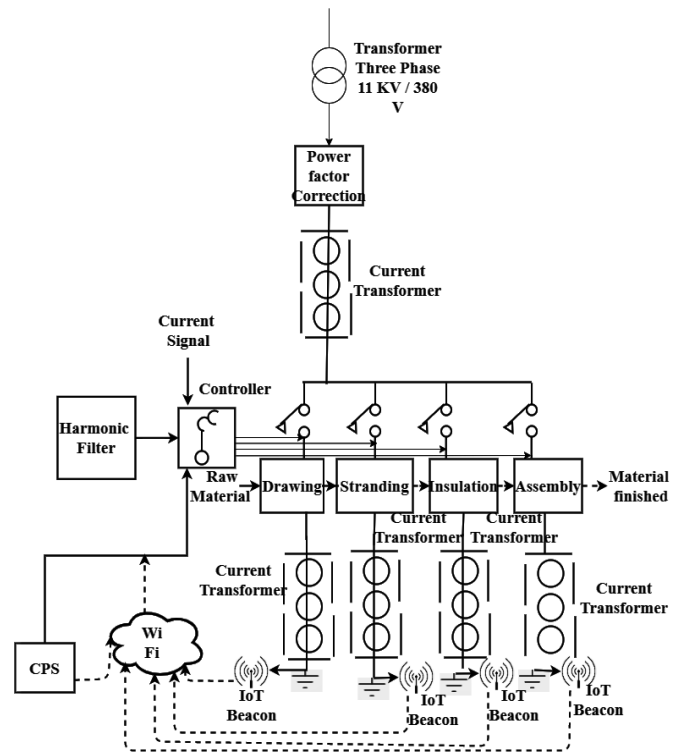 Transformer
Three Phase
11 KV / 380
V
Power
factor
Correction
Current
Transformer
Current
Signal
Controller
Harmonic
Filter
Raw
Material
Drawing
Stranding
Insulation
Assembly
Material
finished
Current
Transformer
Current
Transformer
Current
Transformer
Current
Transformer
CPS
Wi
Fi
IoT
Beacon
IoT
Beacon
IoT
Beacon
IoT
Beacon